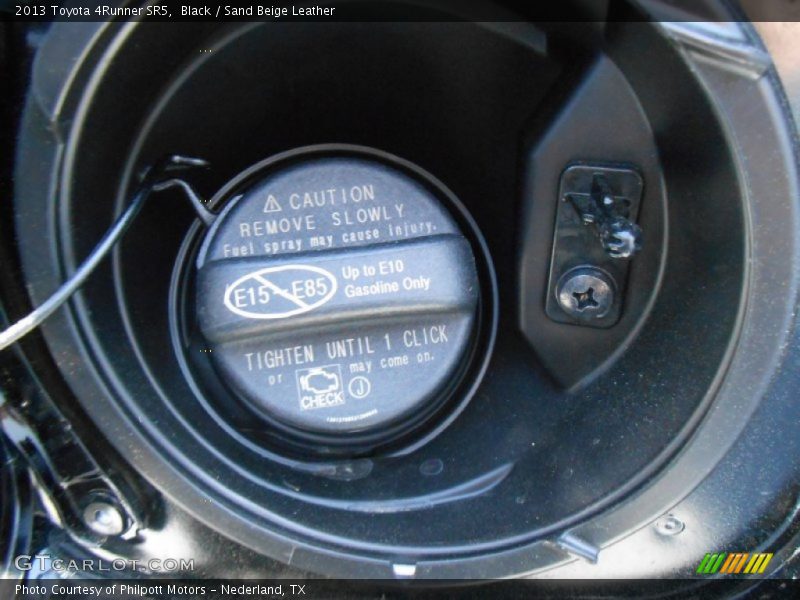 2013 Toyota 4Runner SR5,  Black / Sand Beige Leather
⚠ CAUTION
REMOVE SLOWLY
Fuel spray may cause injury.
E15~E85
Up to E10
Gasoline Only
TIGHTEN UNTIL 1 CLICK
or CHECK may come on.
J
GTCARLOT.COM
Photo Courtesy of Philpott Motors – Nederland, TX